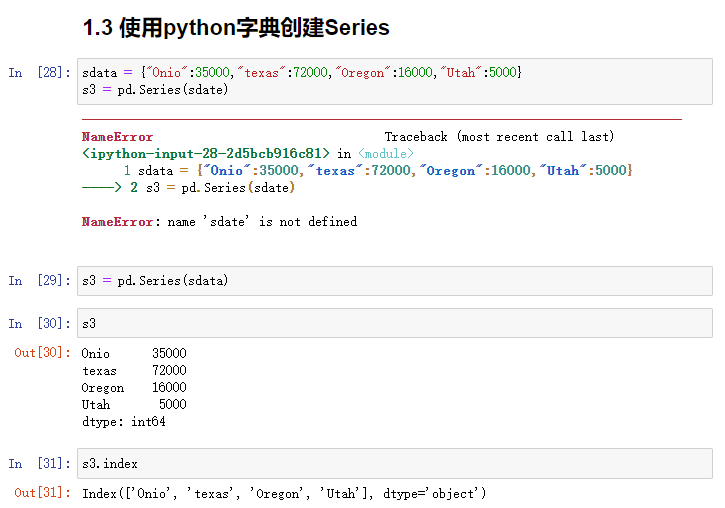 1.3 使用python字典创建Series
In [28]: sdata = {"Onio":35000,"texas":72000,"Oregon":16000,"Utah":5000}
s3 = pd.Series(sdate)
NameError Traceback (most recent call last)
<ipython-input-28-2d5bcb916c81> in <module>
1 sdata = {"Onio":35000,"texas":72000,"Oregon":16000,"Utah":5000}
----> 2 s3 = pd.Series(sdate)
NameError: name 'sdate' is not defined
In [29]: s3 = pd.Series(sdata)
In [30]: s3
Out[30]: Onio 35000
texas 72000
Oregon 16000
Utah 5000
dtype: int64
In [31]: s3.index
Out[31]: Index(['Onio', 'texas', 'Oregon', 'Utah'], dtype='object')